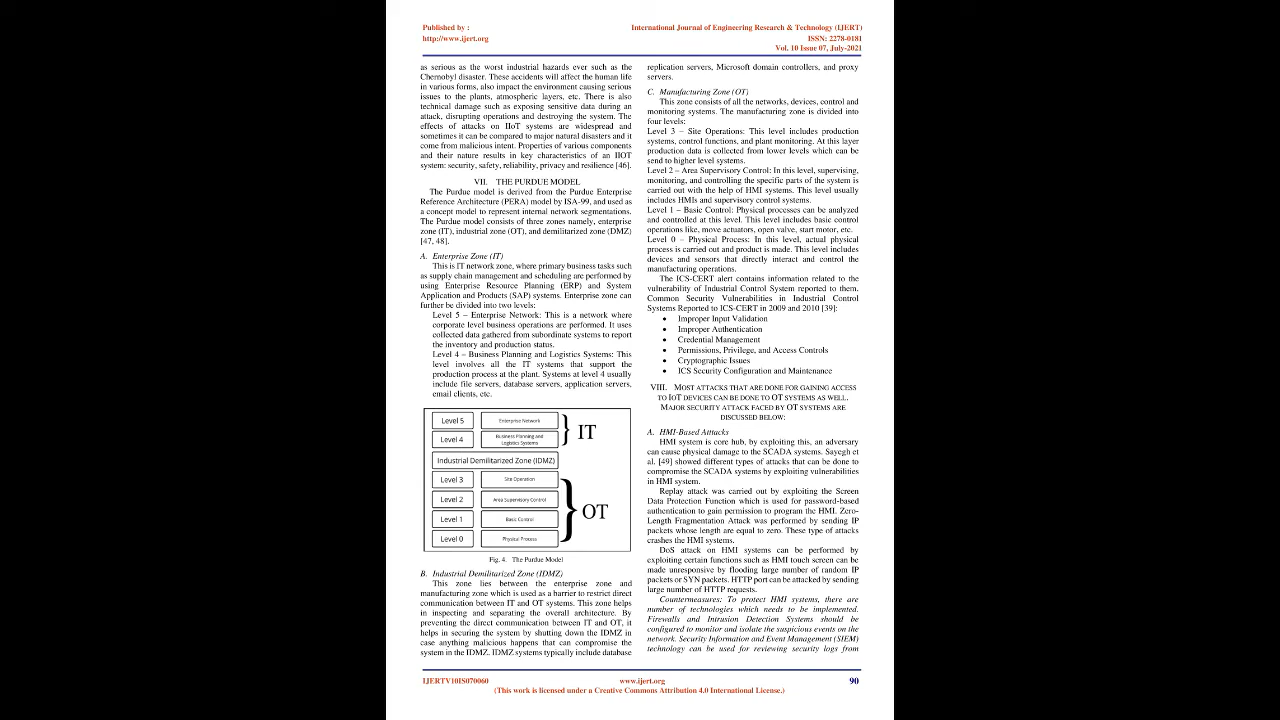 Published by :
http://www.ijert.org
International Journal of Engineering Research & Technology (IJERT)
ISSN: 2278-0181
Vol. 10 Issue 07, July-2021
as serious as the worst industrial hazards ever such as the
Chernobyl disaster. These accidents will affect the human life
in various forms, also impact the environment causing serious
issues to the plants, atmospheric layers, etc. There is also
technical damage such as exposing sensitive data during an
attack, disrupting operations and destroying the system. The
effects of attacks on IIoT systems are widespread and
sometimes it can be compared to major natural disasters and it
come from malicious intent. Properties of various components
and their nature results in key characteristics of an IIOT
system: security, safety, reliability, privacy and resilience [46].
VII. THE PURDUE MODEL
The Purdue model is derived from the Purdue Enterprise
Reference Architecture (PERA) model by ISA-99, and used as
a concept model to represent internal network segmentations.
The Purdue model consists of three zones namely, enterprise
zone (IT), industrial zone (OT), and demilitarized zone (DMZ)
[47, 48].
A. Enterprise Zone (IT)
This is IT network zone, where primary business tasks such
as supply chain management and scheduling are performed by
using Enterprise Resource Planning (ERP) and System
Application and Products (SAP) systems. Enterprise zone can
further be divided into two levels:
Level 5 – Enterprise Network: This is a network where
corporate level business operations are performed. It uses
collected data gathered from subordinate systems to report
the inventory and production status.
Level 4 – Business Planning and Logistics Systems: This
level involves all the IT systems that support the
production process at the plant. Systems at level 4 usually
include file servers, database servers, application servers,
email clients, etc.
Level 5 Enterprise Network
Level 4 Business Planning and
Logistics Systems
IT
Industrial Demilitarized Zone (IDMZ)
Level 3 Site Operation
Level 2 Area Supervisory Control
OT
Level 1 Basic Control
Level 0 Physical Process
Fig. 4. The Purdue Model
B. Industrial Demilitarized Zone (IDMZ)
This zone lies between the enterprise zone and
manufacturing zone which is used as a barrier to restrict direct
communication between IT and OT systems. This zone helps
in inspecting and separating the overall architecture. By
preventing the direct communication between IT and OT, it
helps in securing the system by shutting down the IDMZ in
case anything malicious happens that can compromise the
system in the IDMZ. IDMZ systems typically include database
replication servers, Microsoft domain controllers, and proxy
servers.
C. Manufacturing Zone (OT)
This zone consists of all the networks, devices, control and
monitoring systems. The manufacturing zone is divided into
four levels:
Level 3 – Site Operations: This level includes production
systems, control functions, and plant monitoring. At this layer
production data is collected from lower levels which can be
send to higher level systems.
Level 2 – Area Supervisory Control: In this level, supervising,
monitoring, and controlling the specific parts of the system is
carried out with the help of HMI systems. This level usually
includes HMIs and supervisory control systems.
Level 1 – Basic Control: Physical processes can be analyzed
and controlled at this level. This level includes basic control
operations like, move actuators, open valve, start motor, etc.
Level 0 – Physical Process: In this level, actual physical
process is carried out and product is made. This level includes
devices and sensors that directly interact and control the
manufacturing operations.
The ICS-CERT alert contains information related to the
vulnerability of Industrial Control System reported to them.
Common Security Vulnerabilities in Industrial Control
Systems Reported to ICS-CERT in 2009 and 2010 [39]:
• Improper Input Validation
• Improper Authentication
• Credential Management
• Permissions, Privilege, and Access Controls
• Cryptographic Issues
• ICS Security Configuration and Maintenance
VIII. MOST ATTACKS THAT ARE DONE FOR GAINING ACCESS
TO IOT DEVICES CAN BE DONE TO OT SYSTEMS AS WELL.
MAJOR SECURITY ATTACK FACED BY OT SYSTEMS ARE
DISCUSSED BELOW:
A. HMI-Based Atttacks
HMI system is core hub, by exploiting this, an adversary
can cause physical damage to the SCADA systems. Sayegh et
al. [49] showed different types of attacks that can be done to
compromise the SCADA systems by exploiting vulnerabilities
in HMI system.
Replay attack was carried out by exploiting the Screen
Data Protection Function which is used for password-based
authentication to gain permission to program the HMI. Zero-
Length Fragmentation Attack was performed by sending IP
packets whose length are equal to zero. These type of attacks
crashes the HMI systems.
DoS attack on HMI systems can be performed by
exploiting certain functions such as HMI touch screen can be
made unresponsive by flooding large number of random IP
packets or SYN packets. HTTP port can be attacked by sending
large number of HTTP requests.
Countermeasures: To protect HMI systems, there are
number of technologies which needs to be implemented.
Firewalls and Intrusion Detection Systems should be
configured to monitor and isolate the suspicious events on the
network. Security Information and Event Management (SIEM)
technology can be used for reviewing security logs from
IJERTV10IS070060
www.ijert.org
90
(This work is licensed under a Creative Commons Attribution 4.0 International License.)